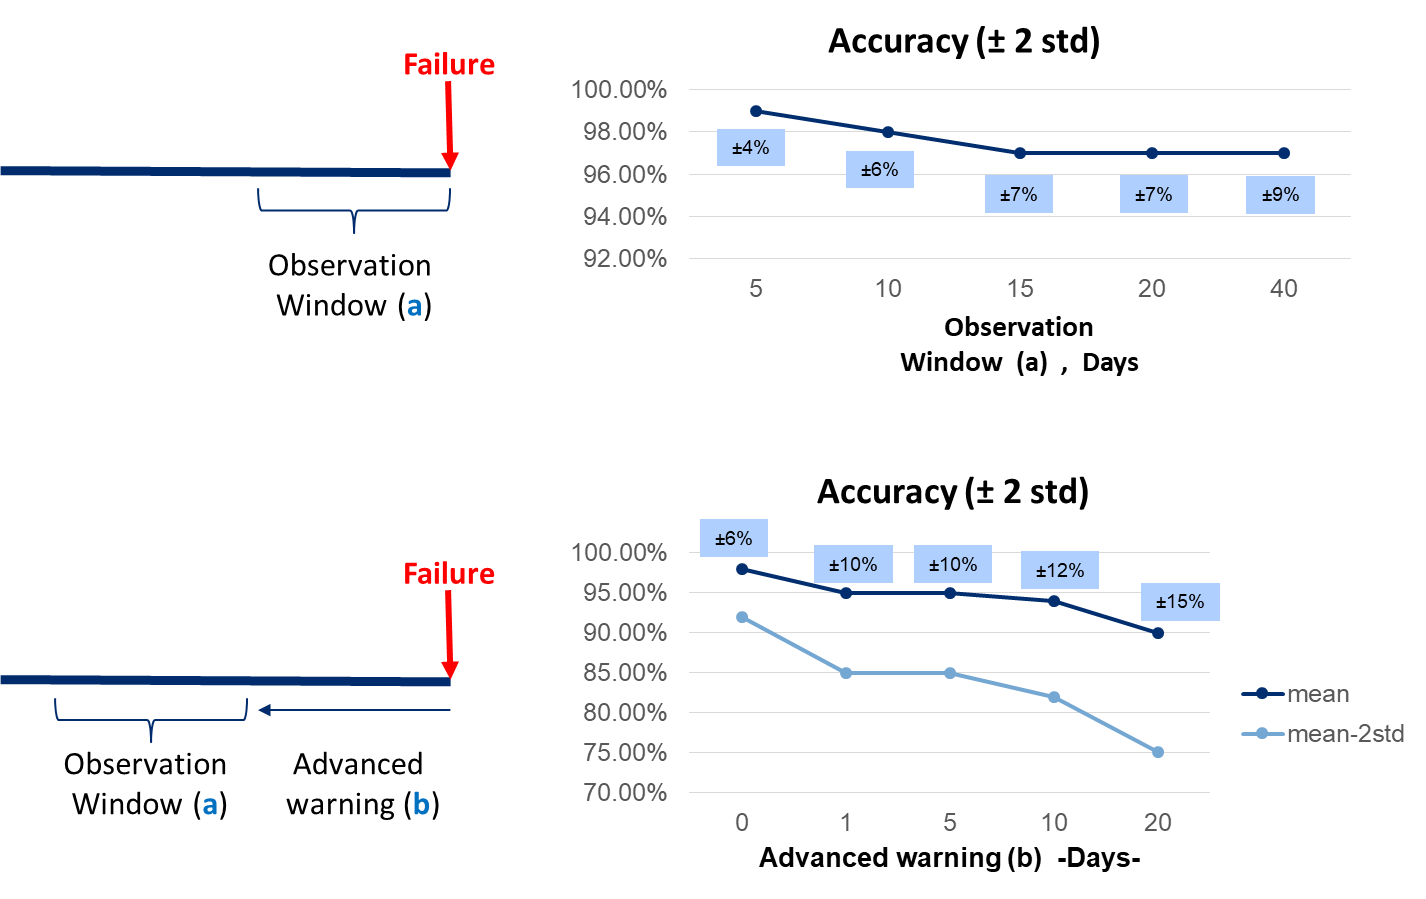 Failure
Observation
Window (a)
Accuracy (± 2 std)
100.00%
98.00%
96.00%
94.00%
92.00%
±4%
±6%
±7%
±7%
±9%
5 10 15 20 40
Observation
Window (a) , Days
Failure
Observation
Window (a)
Advanced
warning (b)
Accuracy (± 2 std)
100.00%
95.00%
90.00%
85.00%
80.00%
75.00%
70.00%
±6%
±10%
±10%
±12%
±15%
0 1 5 10 20
Advanced warning (b) -Days-
mean
mean-2std